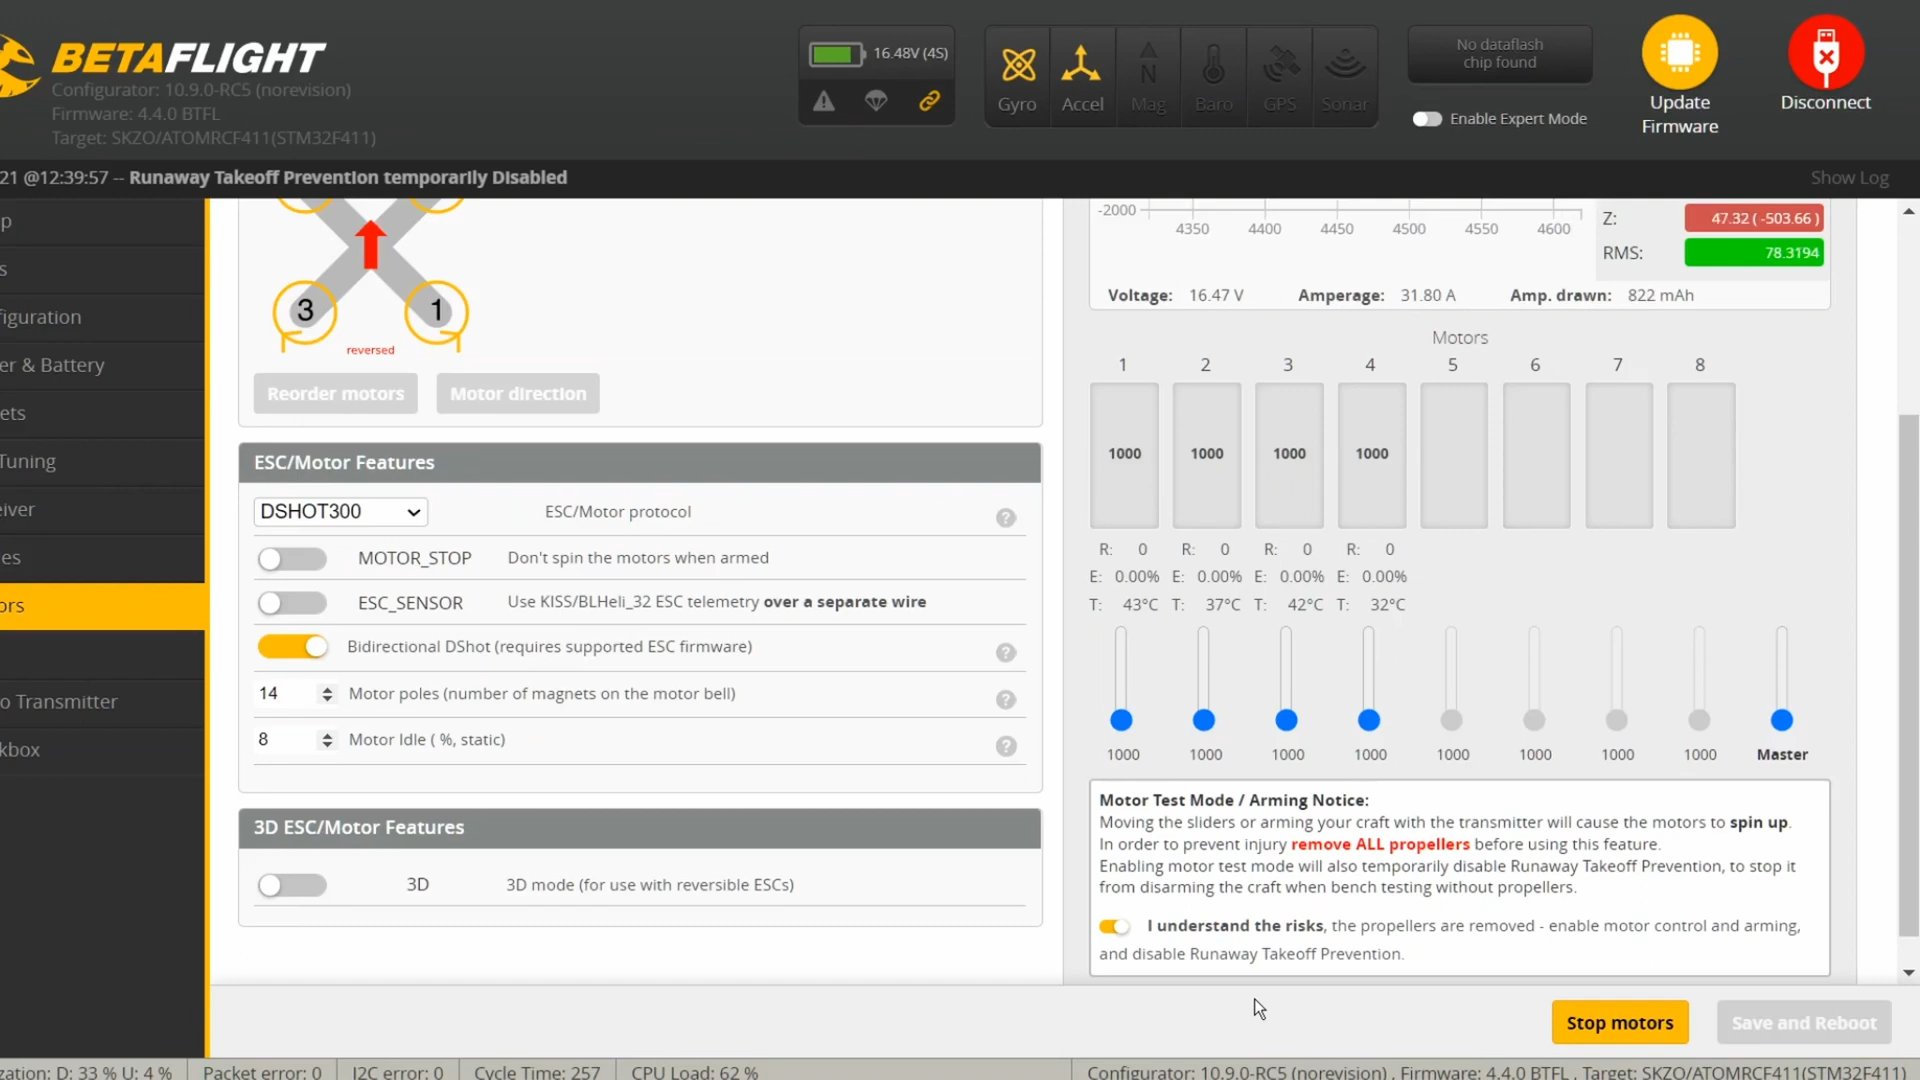 BETAFLIGHT
Configurator: 10.9.0-RC5 (norevision)
Firmware: 4.4.0 BTFL
Target: SKZO/ATOMRCF411(STM32F411)
16.48V (4S)
Gyro
Accel
Mag
Baro
GPS
Sonar
No dataflash
chip found
Enable Expert Mode
Update
Firmware
Disconnect
21 @12:39:57 -- Runaway Takeoff Prevention temporarily Disabled
Show Log
p
s
figuration
er & Battery
ets
Tuning
eiver
es
ors
o Transmitter
kbox
3
1
reversed
Reorder motors
Motor direction
ESC/Motor Features
DSHOT300
ESC/Motor protocol
?
MOTOR_STOP
Don't spin the motors when armed
ESC_SENSOR
Use KISS/BLHeli_32 ESC telemetry over a separate wire
Bidirectional DShot (requires supported ESC firmware)
?
14
Motor poles (number of magnets on the motor bell)
?
8
Motor Idle ( %, static)
?
3D ESC/Motor Features
3D
3D mode (for use with reversible ESCs)
-2000
4350 4400 4450 4500 4550 4600
Z: 47.32 ( -503.66 )
RMS: 78.3194
Voltage: 16.47 V
Amperage: 31.80 A
Amp. drawn: 822 mAh
Motors
1 2 3 4 5 6 7 8
1000 1000 1000 1000
R: 0 R: 0 R: 0 R: 0
E: 0.00% E: 0.00% E: 0.00% E: 0.00%
T: 43°C T: 37°C T: 42°C T: 32°C
1000 1000 1000 1000 1000 1000 1000 1000 Master
Motor Test Mode / Arming Notice:
Moving the sliders or arming your craft with the transmitter will cause the motors to spin up.
In order to prevent injury remove ALL propellers before using this feature.
Enabling motor test mode will also temporarily disable Runaway Takeoff Prevention, to stop it
from disarming the craft when bench testing without propellers.
I understand the risks, the propellers are removed - enable motor control and arming,
and disable Runaway Takeoff Prevention.
Stop motors
Save and Reboot
zation: D: 33 % U: 4 %
Packet error: 0
I2C error: 0
Cycle Time: 257
CPU Load: 62 %
Configurator: 10.9.0-RC5 (norevision) , Firmware: 4.4.0 BTFL , Target: SKZO/ATOMRCF411(STM32F411)